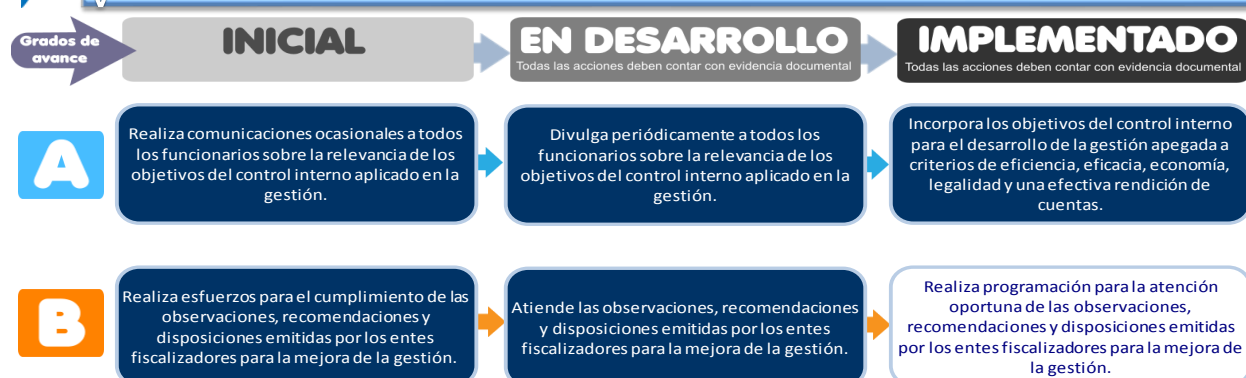 Grados de
avance
INICIAL
EN DESARROLLO
Todas las acciones deben contar con evidencia documental
IMPLEMENTADO
Todas las acciones deben contar con evidencia documental
A
Realiza comunicaciones ocasionales a todos
los funcionarios sobre la relevancia de los
objetivos del control interno aplicado en la
gestión.
Divulga periódicamente a todos los
funcionarios sobre la relevancia de los
objetivos del control interno aplicado en la
gestión.
Incorpora los objetivos del control interno
para el desarrollo de la gestión apegada a
criterios de eficiencia, eficacia, economía,
legalidad y una efectiva rendición de
cuentas.
B
Realiza esfuerzos para el cumplimiento de las
observaciones, recomendaciones y
disposiciones emitidas por los entes
fiscalizadores para la mejora de la gestión.
Atiende las observaciones, recomendaciones
y disposiciones emitidas por los entes
fiscalizadores para la mejora de la gestión.
Realiza programación para la atención
oportuna de las observaciones,
recomendaciones y disposiciones emitidas
por los entes fiscalizadores para la mejora de
la gestión.